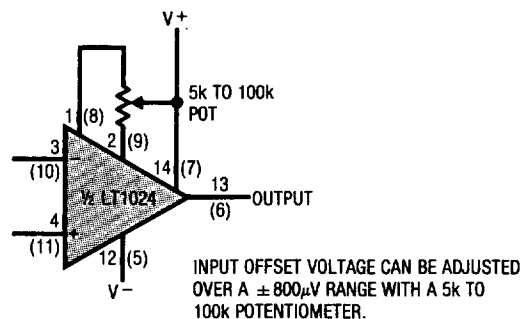 V+
5k TO 100k
POT
1 (8)
2 (9)
3
(10)
−
14 (7)
½ LT1024
13
(6)
OUTPUT
4
(11)
+
12 (5)
V−
INPUT OFFSET VOLTAGE CAN BE ADJUSTED
OVER A ±800µV RANGE WITH A 5k TO
100k POTENTIOMETER.